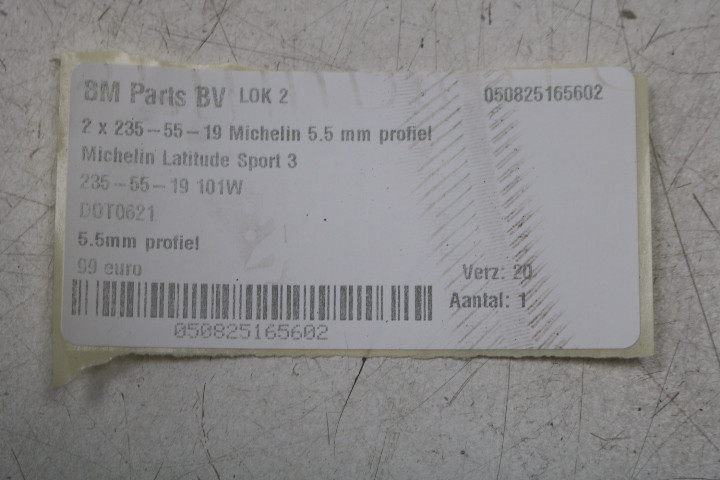 BM Parts BV LOK 2 050825165602
2 x 235-55-19 Michelin 5.5 mm profiel
Michelin Latitude Sport 3
235-55-19 101W
DOT0621
5.5mm profiel
99 euro
Verz: 20
Aantal: 1
050825165602